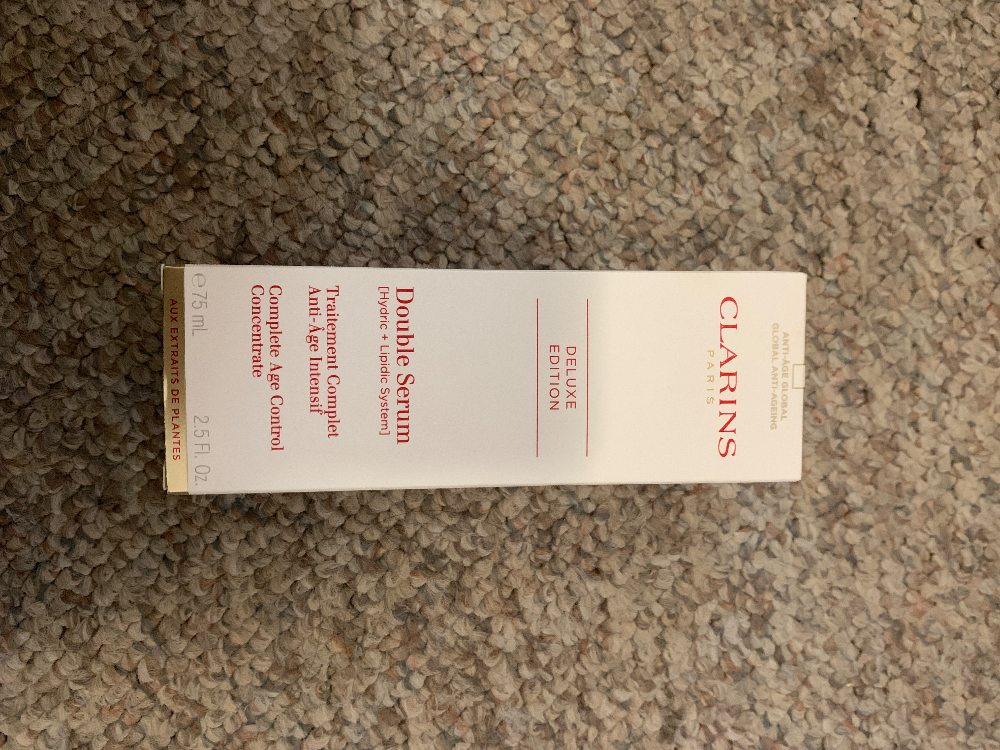 ANTI-ÂGE GLOBAL
GLOBAL ANTI-AGEING
CLARINS
PARIS
DELUXE
EDITION
Double Serum
[Hydric + Lipidic System]
Traitement Complet
Anti-Âge Intensif
Complete Age Control
Concentrate
℮75 mL 2.5 Fl. Oz.
AUX EXTRAITS DE PLANTES